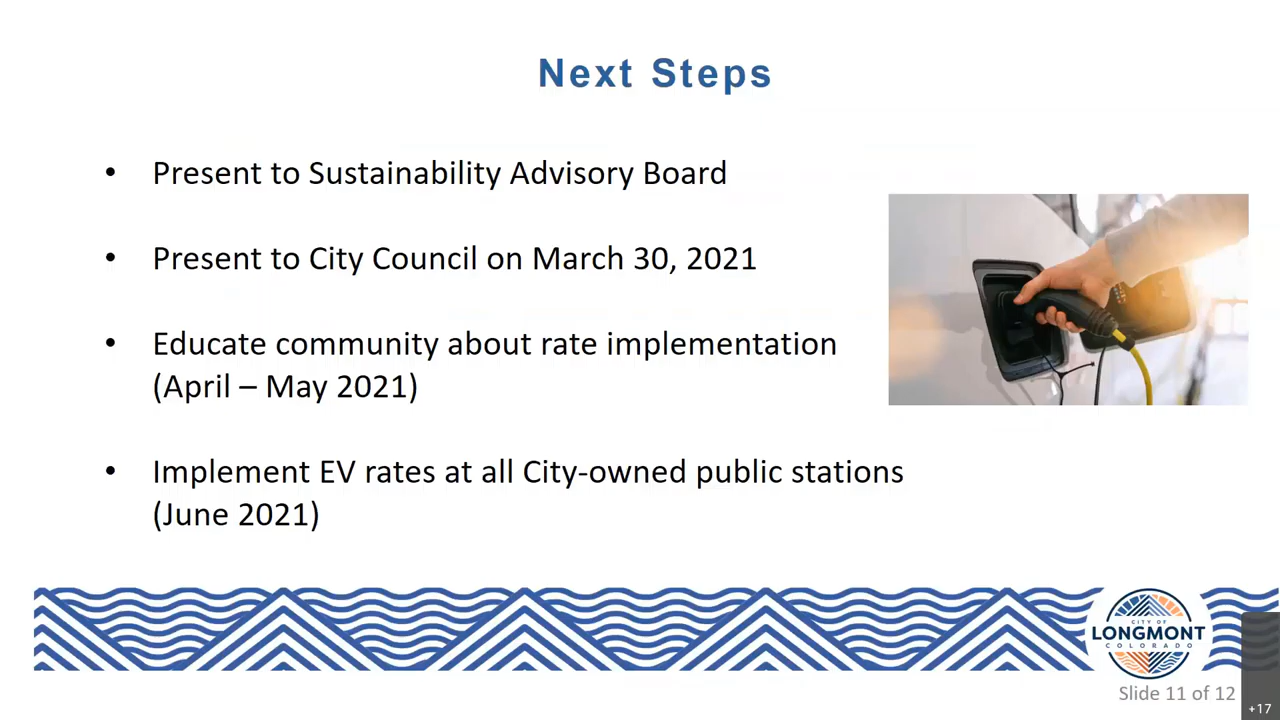 Next Steps
• Present to Sustainability Advisory Board
• Present to City Council on March 30, 2021
• Educate community about rate implementation
(April – May 2021)
• Implement EV rates at all City-owned public stations
(June 2021)
CITY OF
LONGMONT
COLORADO
Slide 11 of 12
+17